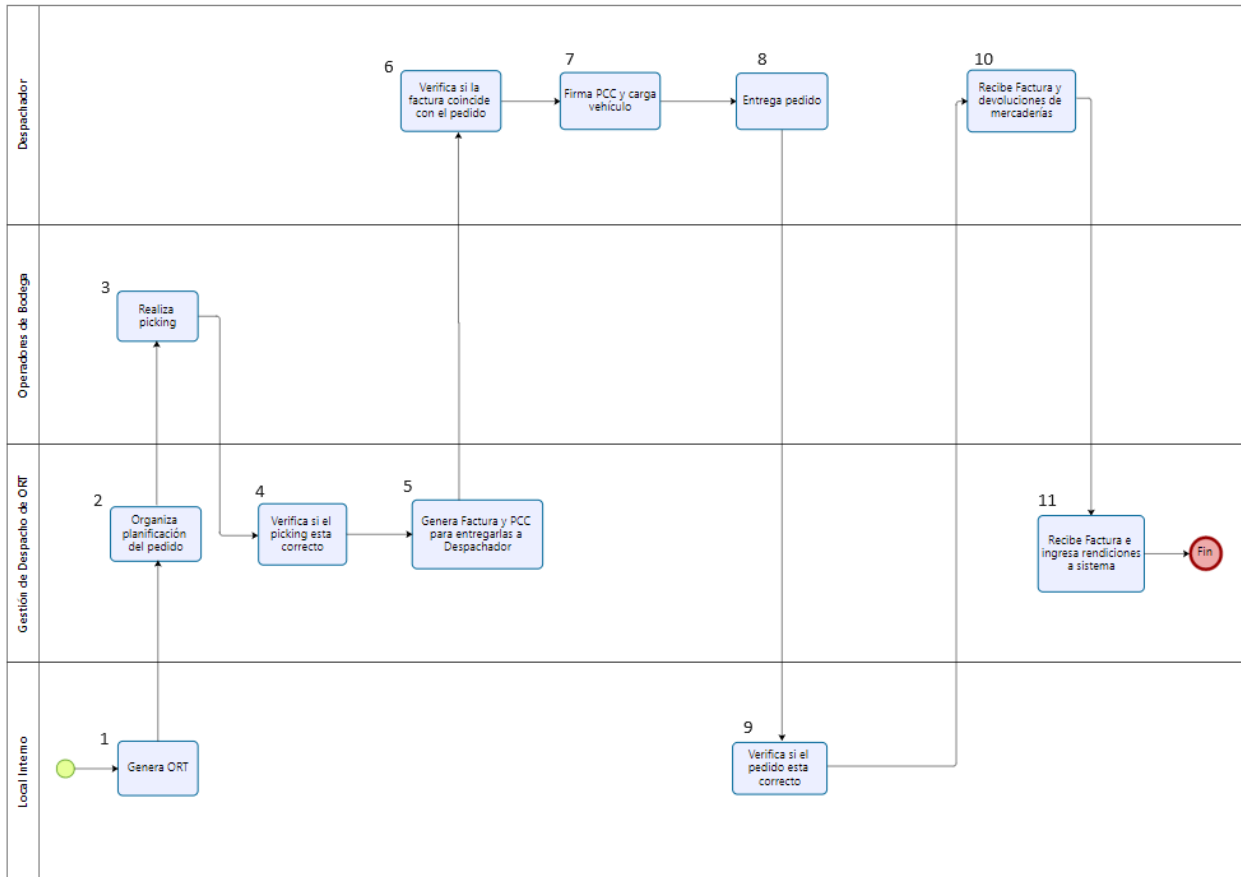 Despachador
6
Verifica si la
factura coincide
con el pedido
7
Firma PCC y carga
vehículo
8
Entrega pedido
10
Recibe Factura y
devoluciones de
mercaderías
Operadores de Bodega
3
Realiza
picking
Gestión de Despacho de ORT
2
Organiza
planificación
del pedido
4
Verifica si el
picking esta
correcto
5
Genera Factura y PCC
para entregarlas a
Despachador
11
Recibe Factura e
ingresa rendiciones
a sistema
Fin
Local Interno
1
Genera ORT
9
Verifica si el
pedido esta
correcto